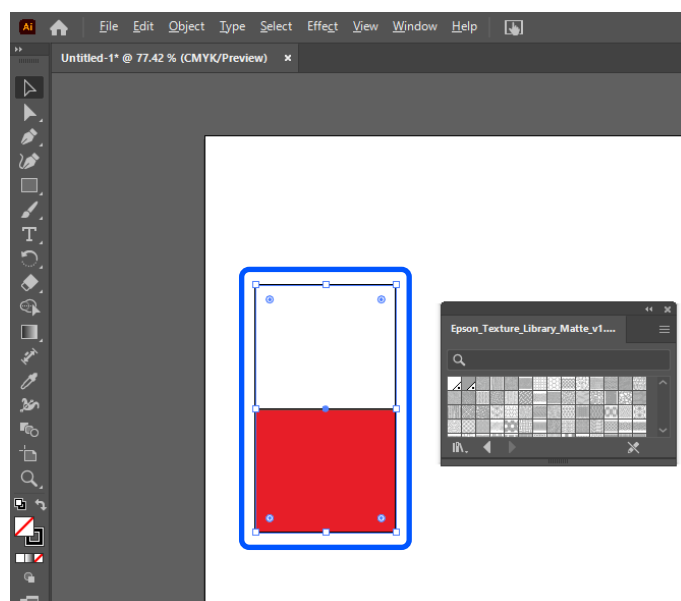 Ai File Edit Object Type Select Effect View Window Help
Untitled-1* @ 77.42 % (CMYK/Preview) ×
Epson_Texture_Library_Matte_v1....